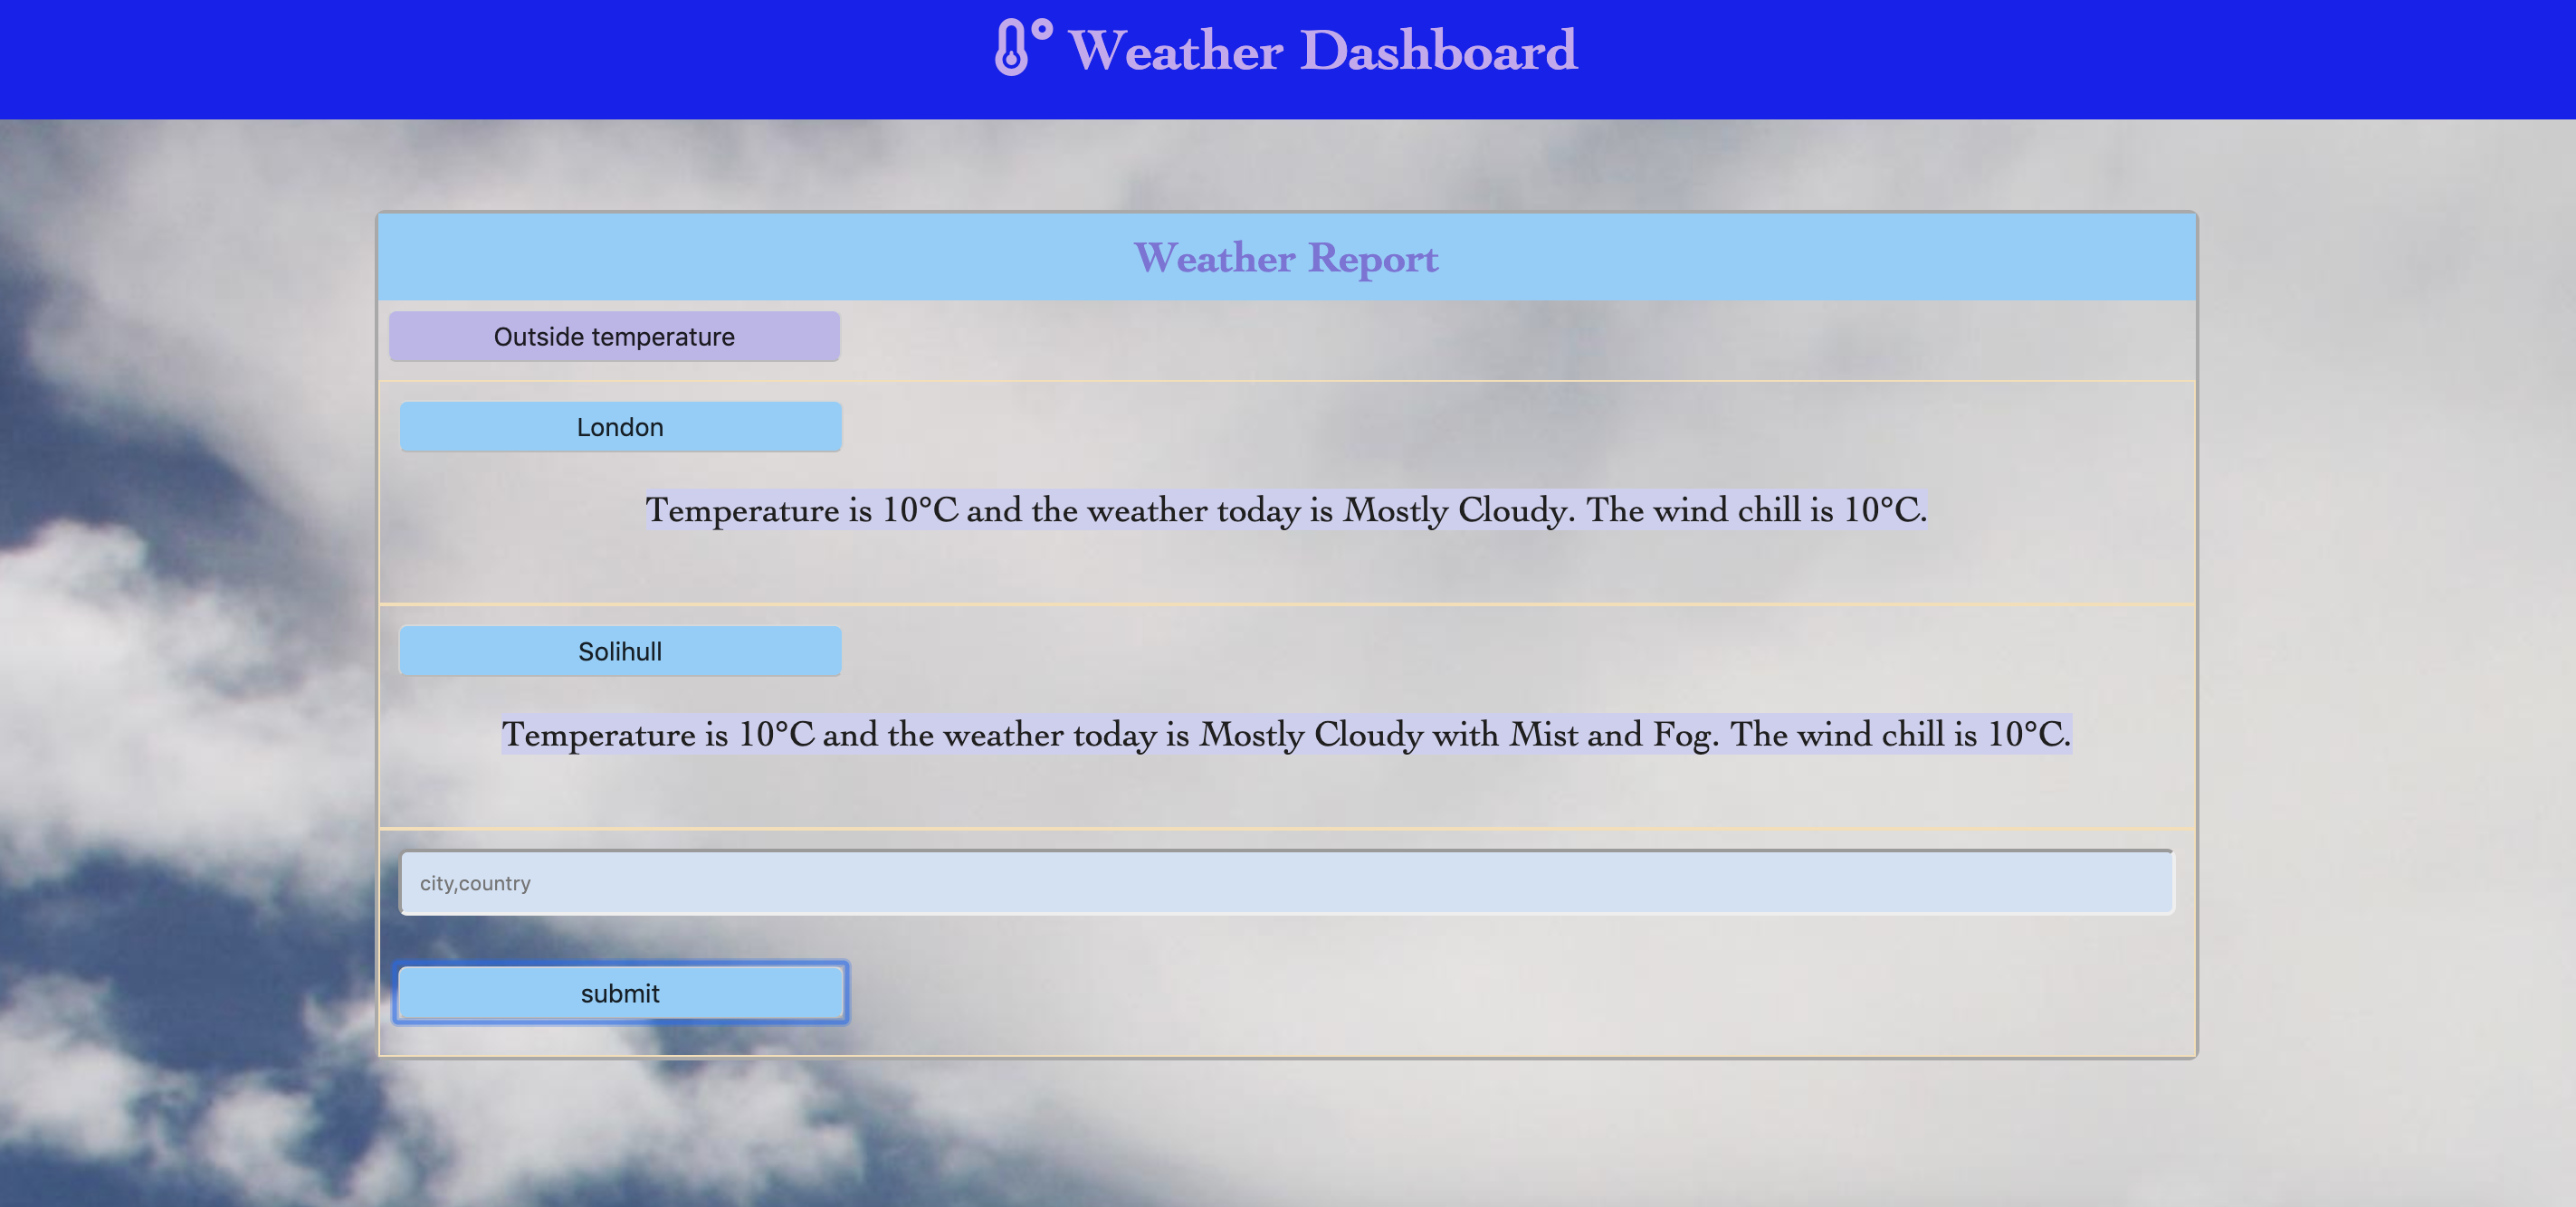 Weather Dashboard
Weather Report
Outside temperature
London
Temperature is 10°C and the weather today is Mostly Cloudy. The wind chill is 10°C.
Solihull
Temperature is 10°C and the weather today is Mostly Cloudy with Mist and Fog. The wind chill is 10°C.
city,country
submit